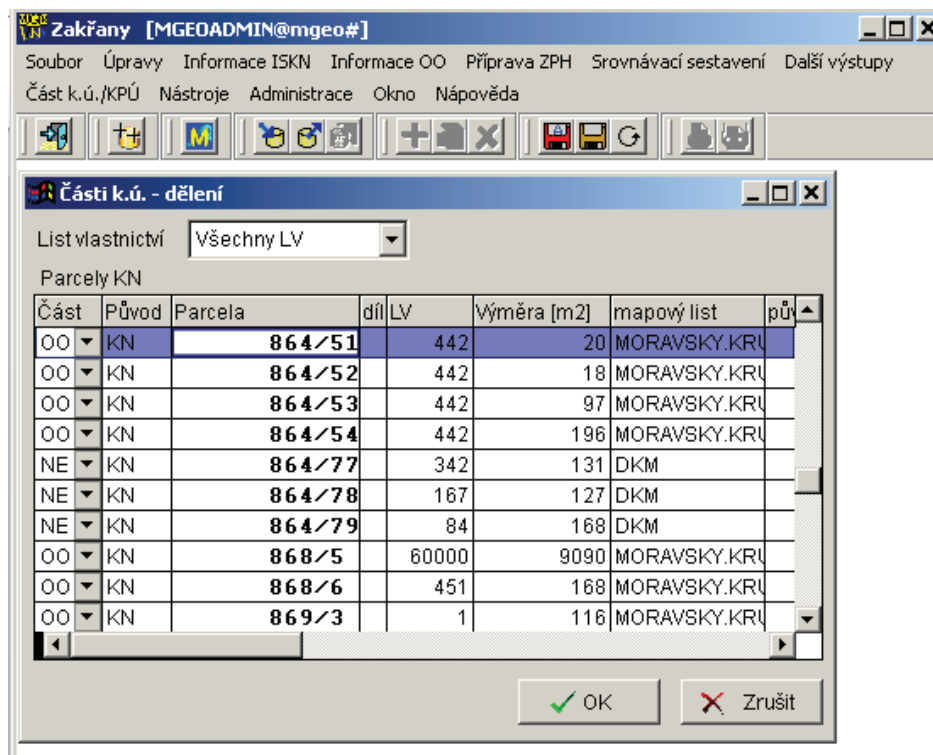 Zakřany [MGEOADMIN@mgeo#]
Soubor Úpravy Informace ISKN Informace OO Příprava ZPH Srovnávací sestavení Další výstupy
Část k.ú./KPÚ Nástroje Administrace Okno Nápověda
Části k.ú. - dělení
List vlastnictví Všechny LV
Parcely KN
Část Původ Parcela díl LV Výměra [m2] mapový list pův
OO KN 864/51 442 20 MORAVSKY.KRU
OO KN 864/52 442 18 MORAVSKY.KRU
OO KN 864/53 442 97 MORAVSKY.KRU
OO KN 864/54 442 196 MORAVSKY.KRU
NE KN 864/77 342 131 DKM
NE KN 864/78 167 127 DKM
NE KN 864/79 84 168 DKM
OO KN 868/5 60000 9090 MORAVSKY.KRU
OO KN 868/6 451 168 MORAVSKY.KRU
OO KN 869/3 1 116 MORAVSKY.KRU
OK Zrušit